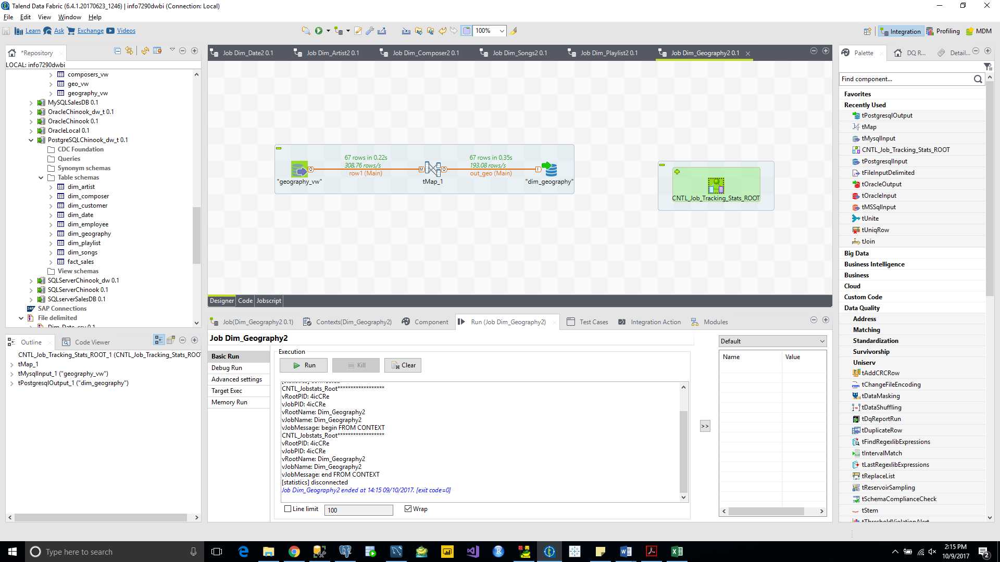 Talend Data Fabric (6.4.1.20170623_1246) | info7290dwbi (Connection: Local)
File Edit View Window Help
Learn Ask Exchange Videos
100%
Integration Profiling MDM
*Repository
LOCAL: info7290dwbi
composers_vw
geo_vw
geography_vw
MySQLSalesDB 0.1
OracleChinook_dw_t 0.1
OracleChinook 0.1
OracleLocal 0.1
PostgreSQLChinook_dw_t 0.1
CDC Foundation
Queries
Synonym schemas
Table schemas
dim_artist
dim_composer
dim_customer
dim_date
dim_employee
dim_geography
dim_playlist
dim_songs
fact_sales
View schemas
SQLServerChinook_dw 0.1
SQLServerChinook 0.1
SQLserverSalesDB 0.1
SAP Connections
File delimited
Dim_Date_csv 0.1
Outline Code Viewer
CNTL_Job_Tracking_Stats_ROOT_1 (CNTL_Job_Tracking_Stats_ROO
tMap_1
tMysqlInput_1 ("geography_vw")
tPostgresqlOutput_1 ("dim_geography")
Job Dim_Date2 0.1 Job Dim_Artist2 0.1 Job Dim_Composer2 0.1 Job Dim_Songs2 0.1 Job Dim_Playlist2 0.1 Job Dim_Geography2 0.1
67 rows in 0.22s
308.76 rows/s
row1 (Main)
67 rows in 0.35s
193.08 rows/s
out_geo (Main)
"geography_vw"
tMap_1
"dim_geography"
CNTL_Job_Tracking_Stats_ROOT
Designer Code Jobscript
Job(Dim_Geography2 0.1) Contexts(Dim_Geography2) Component Run (Job Dim_Geography2) Test Cases Integration Action Modules
Job Dim_Geography2
Basic Run
Debug Run
Advanced settings
Target Exec
Memory Run
Execution
Run Kill Clear
[statistics] connected
CNTL_Jobstats_Root******************
vRootPID: 4icCRe
vJobPID: 4icCRe
vRootName: Dim_Geography2
vJobName: Dim_Geography2
vJobMessage: begin FROM CONTEXT
CNTL_Jobstats_Root******************
vRootPID: 4icCRe
vJobPID: 4icCRe
vRootName: Dim_Geography2
vJobName: Dim_Geography2
vJobMessage: end FROM CONTEXT
[statistics] disconnected
Job Dim_Geography2 ended at 14:15 09/10/2017. [exit code=0]
Line limit 100 Wrap
>>
Default
Name Value
Palette DQ R... Detail...
Find component...
Favorites
Recently Used
tPostgresqlOutput
tMap
tMysqlInput
CNTL_Job_Tracking_Stats_ROOT
tPostgresqlInput
tFileInputDelimited
tOracleOutput
tOracleInput
tMSSqlInput
tUnite
tUniqRow
tJoin
Big Data
Business Intelligence
Business
Cloud
Custom Code
Data Quality
Address
Matching
Standardization
Survivorship
Uniserv
tAddCRCRow
tChangeFileEncoding
tDataMasking
tDataShuffling
tDqReportRun
tDuplicateRow
tFindRegexlibExpressions
tIntervalMatch
tLastRegexlibExpressions
tReplaceList
tReservoirSampling
tSchemaComplianceCheck
tStem
tThresholdViolationAlert
Type here to search
2:15 PM
10/9/2017
2